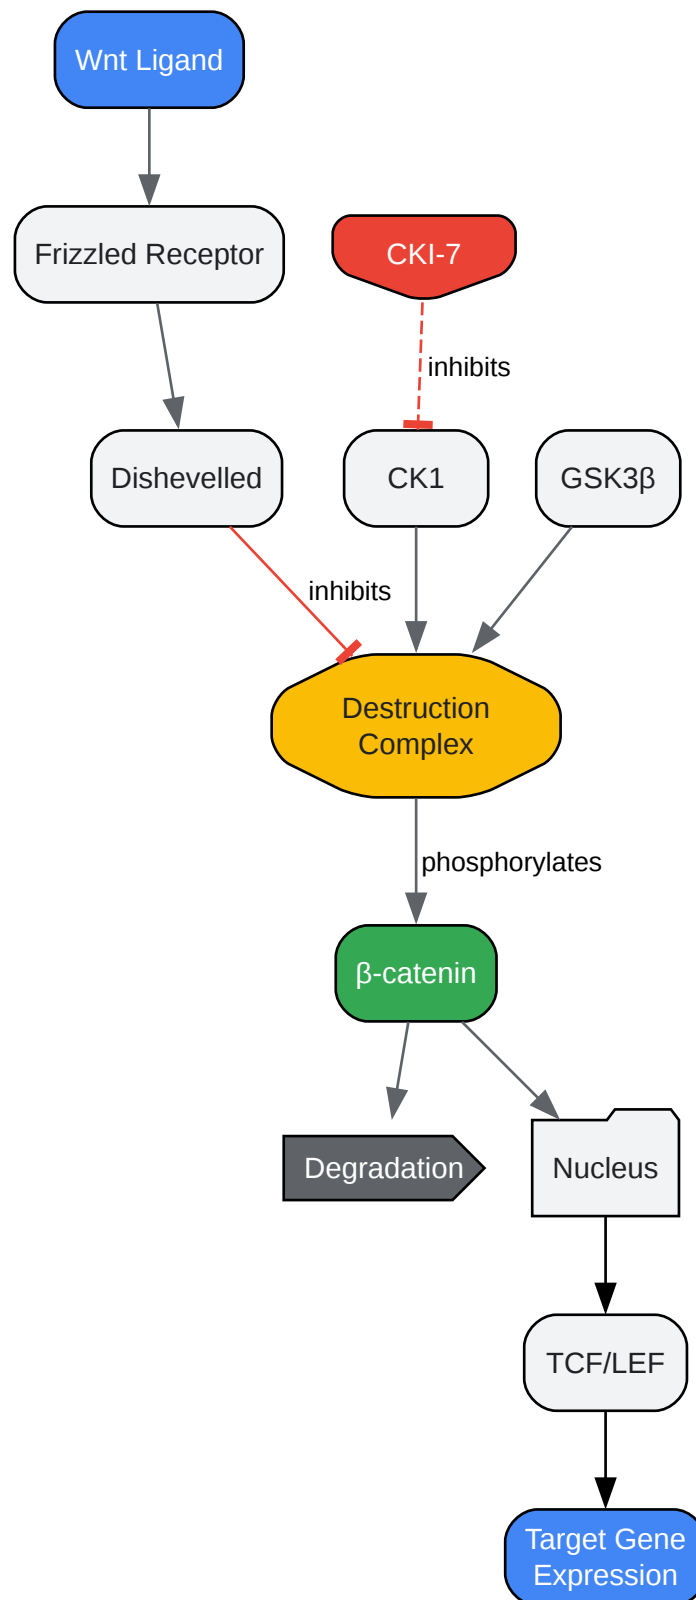 Wnt Ligand
Frizzled Receptor
CKI-7
inhibits
Dishevelled
CK1
GSK3β
inhibits
Destruction
Complex
phosphorylates
β-catenin
Degradation
Nucleus
TCF/LEF
Target Gene
Expression